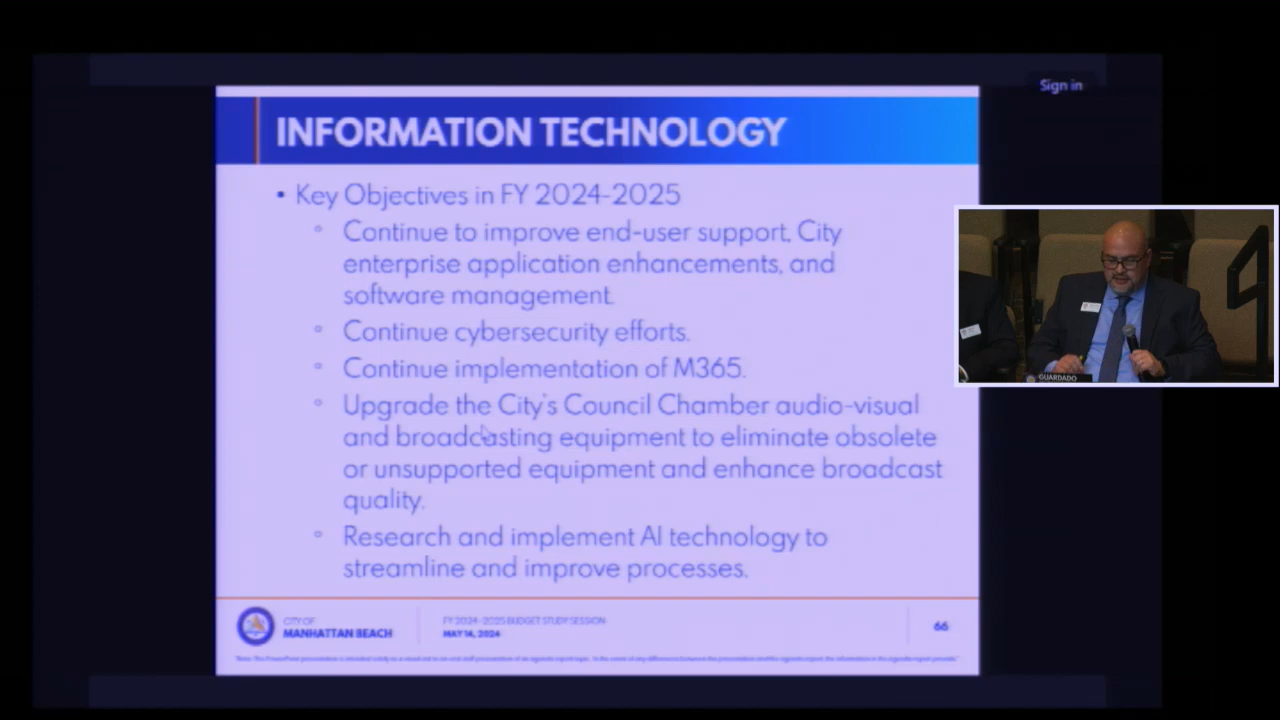 Sign in
INFORMATION TECHNOLOGY
• Key Objectives in FY 2024-2025
° Continue to improve end-user support, City
enterprise application enhancements, and
software management.
° Continue cybersecurity efforts.
° Continue implementation of M365.
° Upgrade the City's Council Chamber audio-visual
and broadcasting equipment to eliminate obsolete
or unsupported equipment and enhance broadcast
quality.
° Research and implement AI technology to
streamline and improve processes.
GUARDADO
CITY OF
MANHATTAN BEACH
FY 2024-2025 BUDGET STUDY SESSION
MAY 14, 2024
66